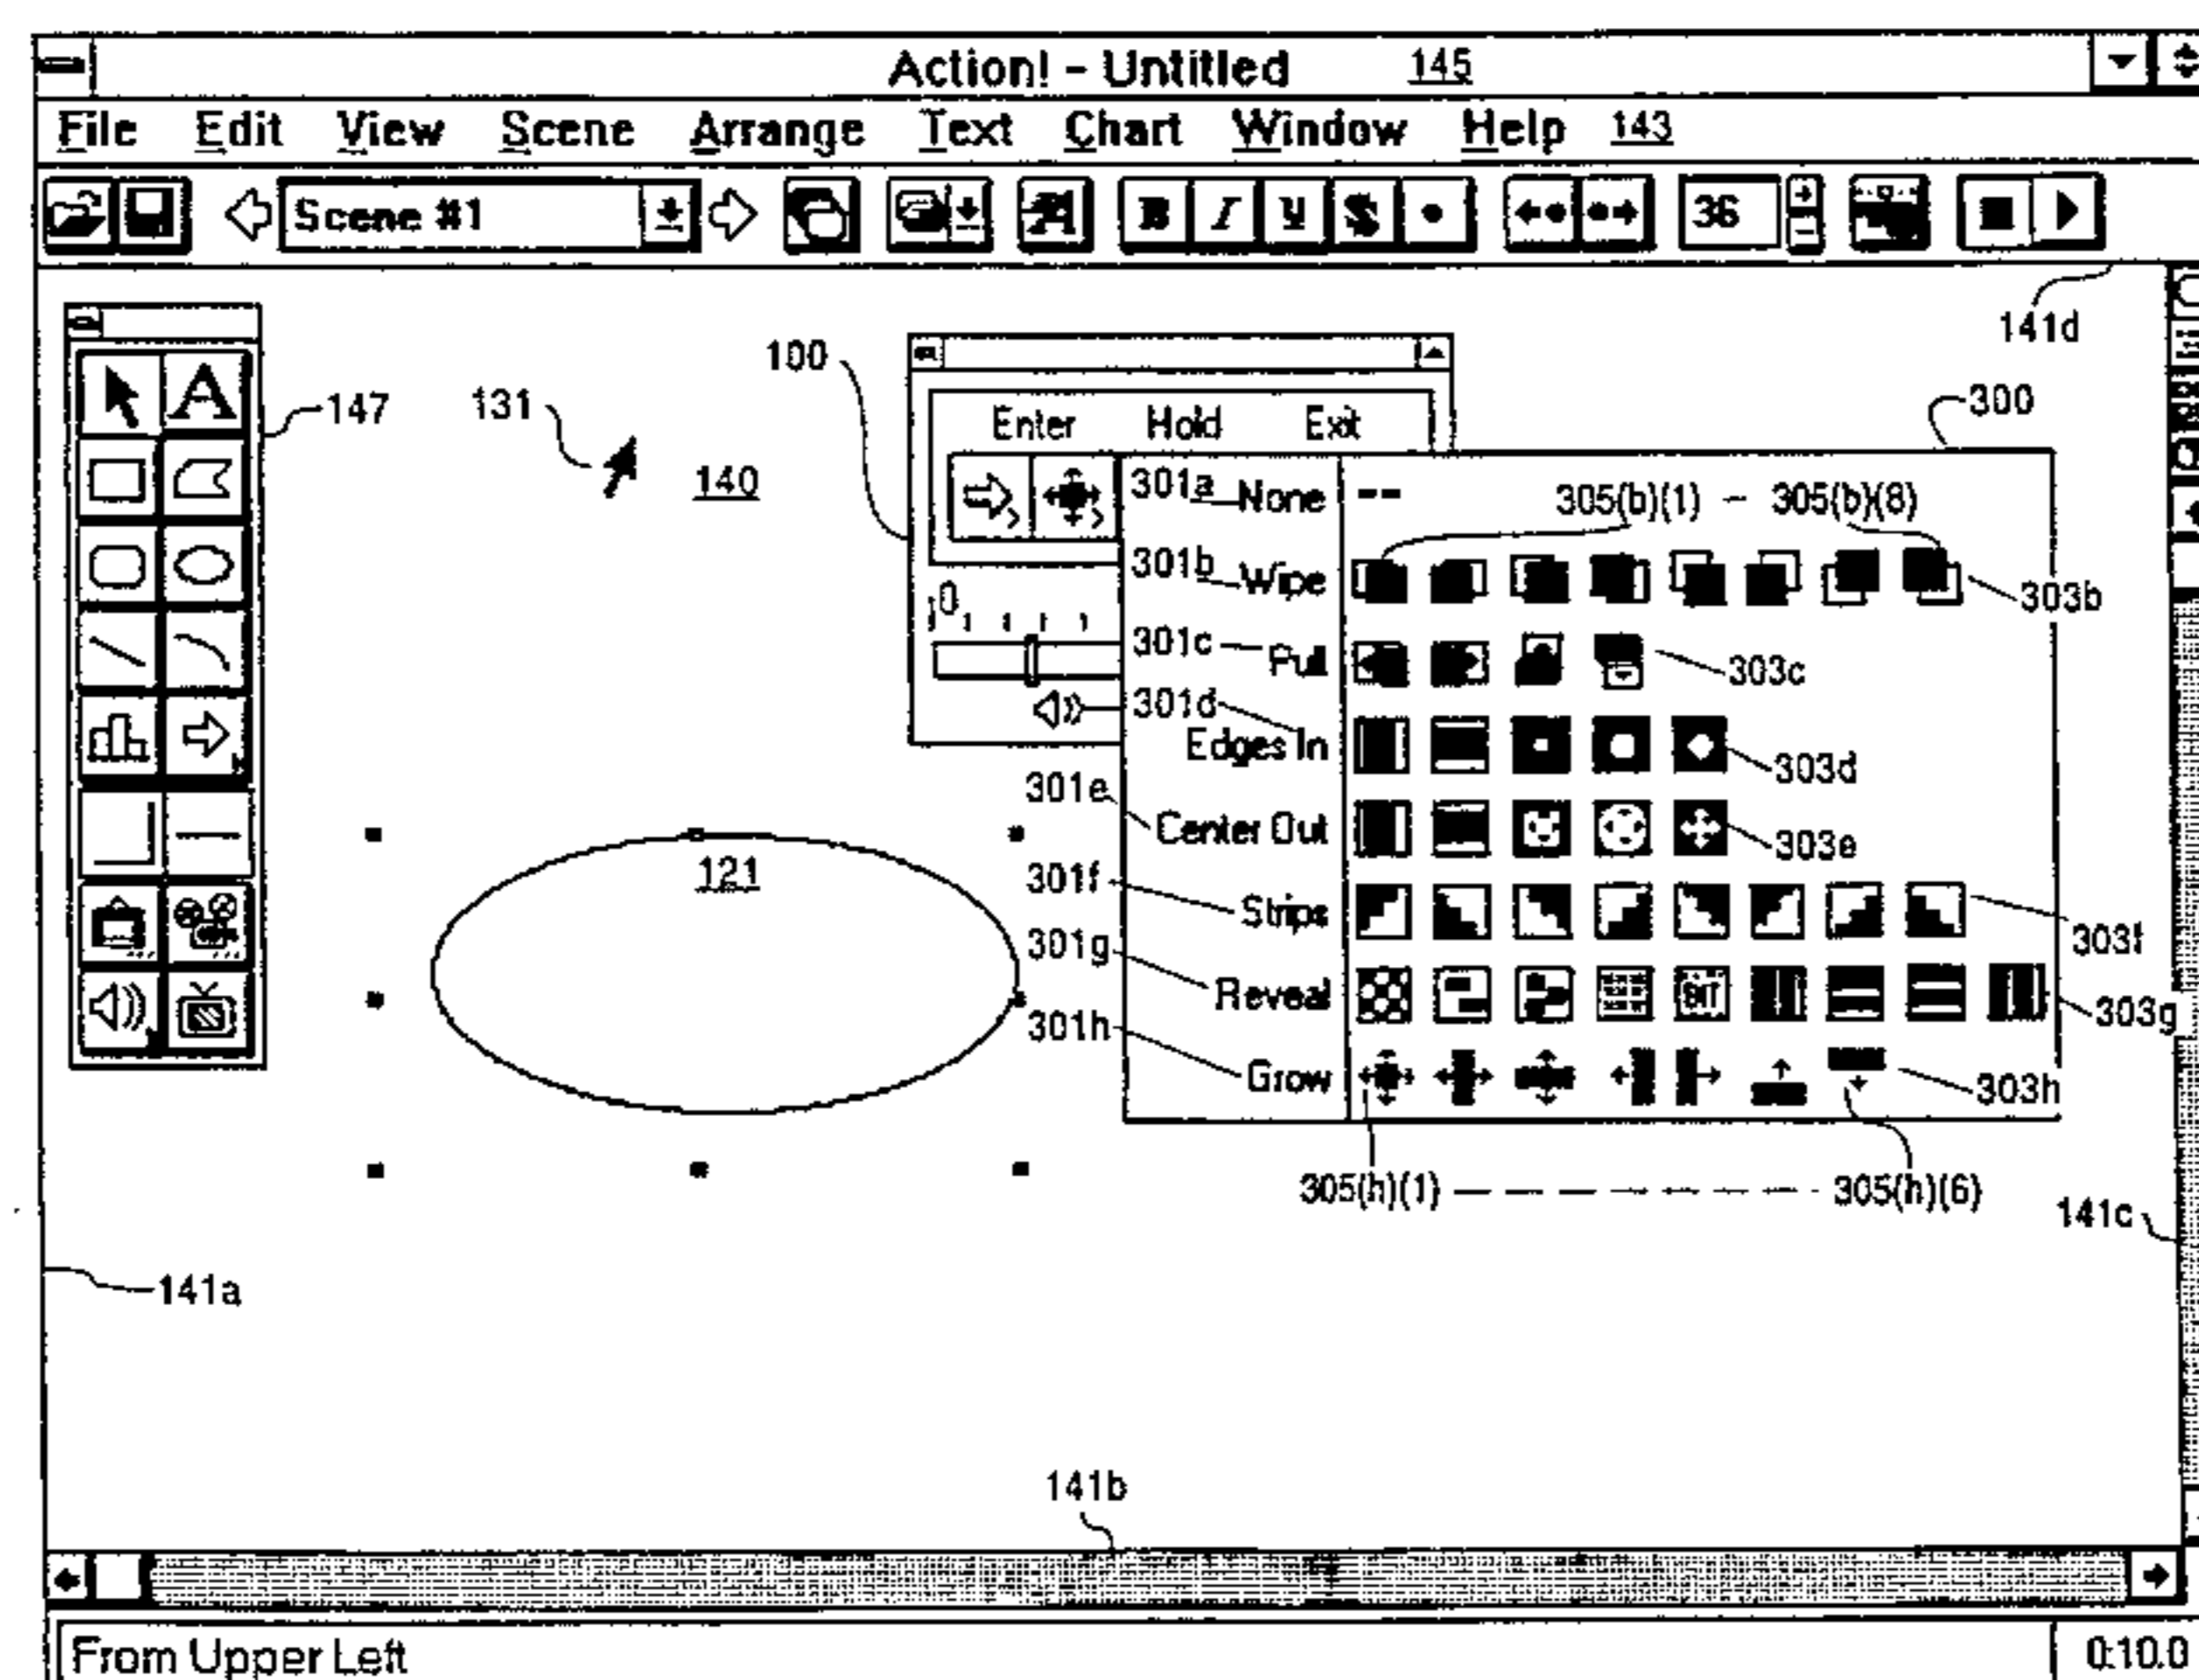 Action! - Untitled 145
File Edit View Scene Arrange Text Chart Window Help 143
Scene #1 A B I U S 36
141d
100
300
131
147
A
Enter Hold Exit
140
301a None -- 305(b)(1) - 305(b)(8)
301b Wipe 303b
0
301c Pull 303c
301d Edges In 303d
301e Center Out 303e
121
301f Strips 303f
301g Reveal BIT 303g
301h Grow 303h
305(h)(1) 305(h)(6)
141c
141a
141b
From Upper Left 0:10.0